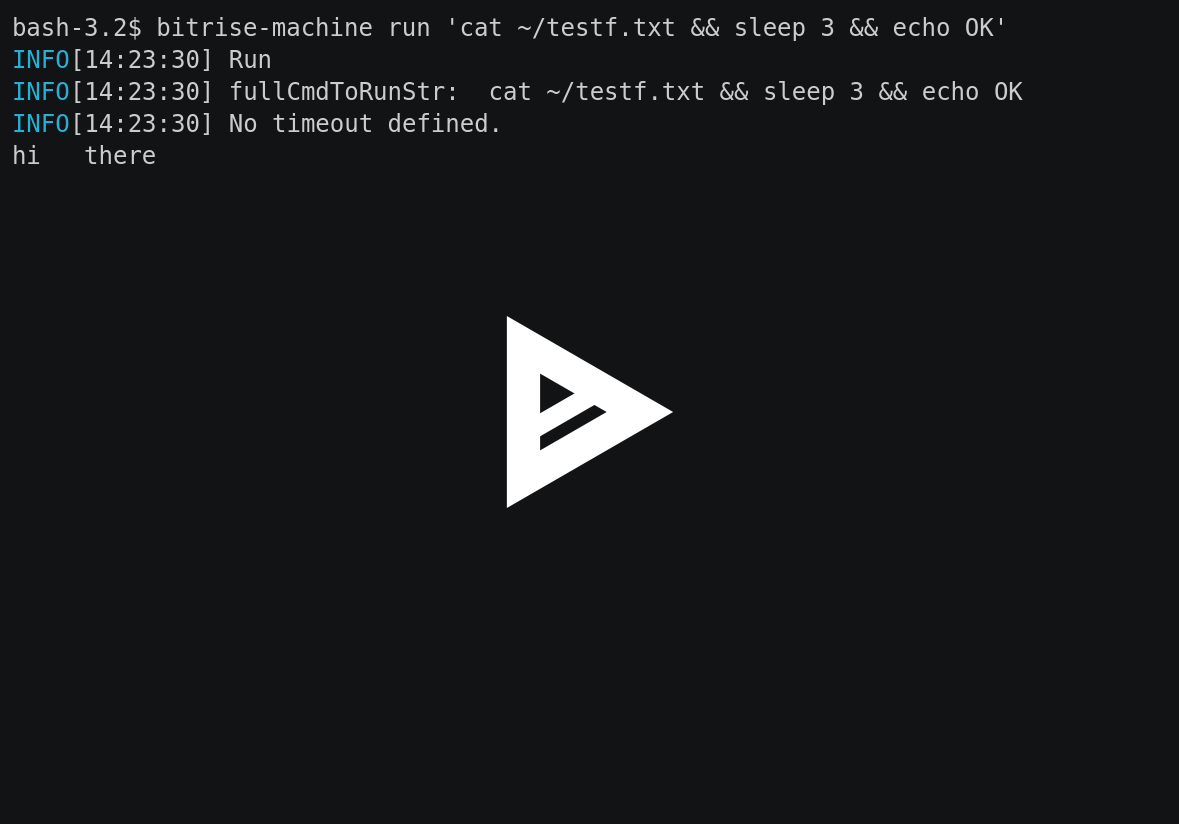 bash-3.2$ bitrise-machine run 'cat ~/testf.txt && sleep 3 && echo OK'
INFO[14:23:30] Run
INFO[14:23:30] fullCmdToRunStr:  cat ~/testf.txt && sleep 3 && echo OK
INFO[14:23:30] No timeout defined.
hi   there